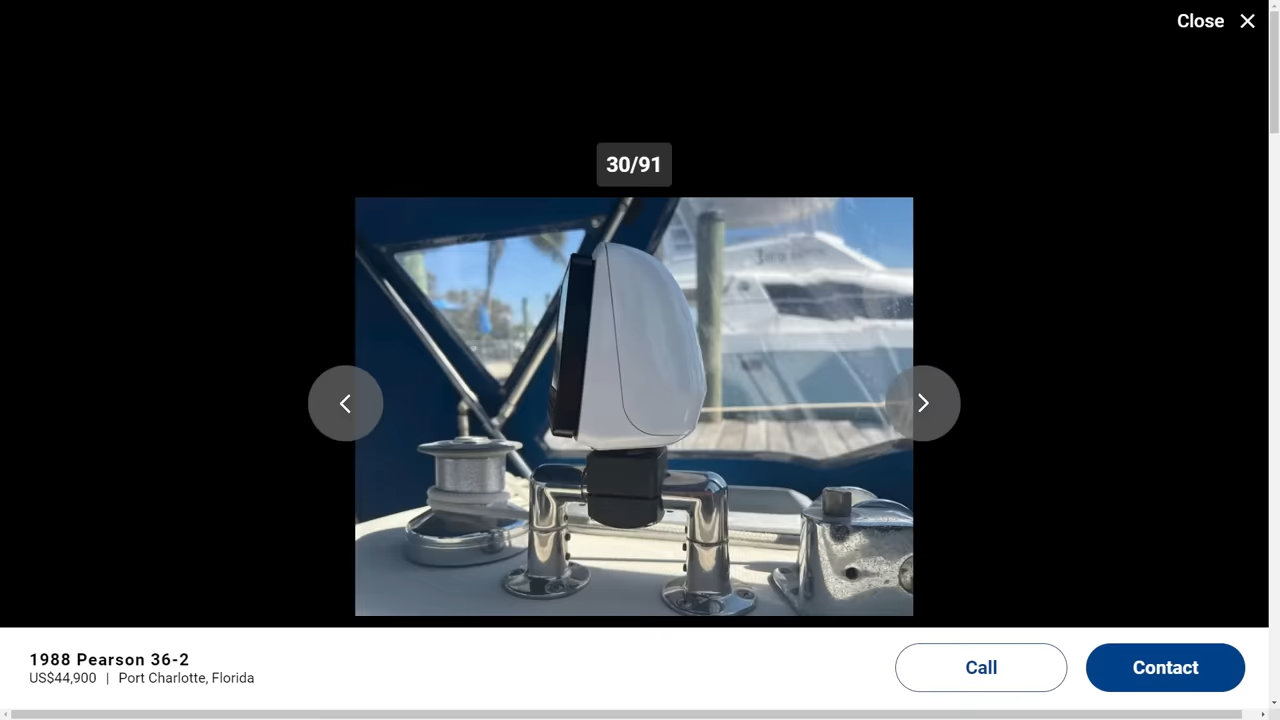 Close
30/91
1988 Pearson 36-2
US$44,900 | Port Charlotte, Florida
Call
Contact